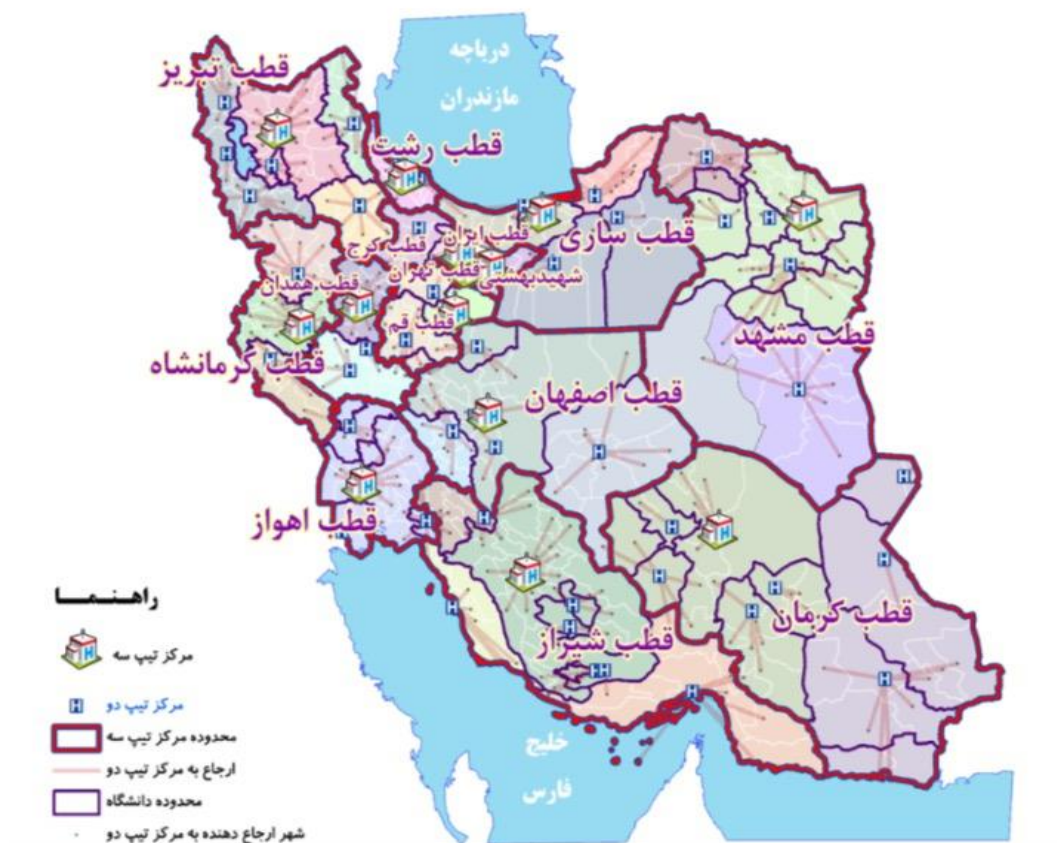 دریاچه
مازندران
قطب تبریز
قطب رشت
قطب ساری
قطب ایران
قطب کرج
قطب تهران
شهیدبهشتی
قطب همدان
قطب قم
قطب مشهد
قطب کرمانشاه
قطب اصفهان
قطب اهواز
قطب کرمان
قطب شیراز
خلیج
فارس
راهـنـمـــا
مرکز تیپ سه
مرکز تیپ دو
محدوده مرکز تیپ سه
ارجاع به مرکز تیپ دو
محدوده دانشگاه
شهر ارجاع دهنده به مرکز تیپ دو